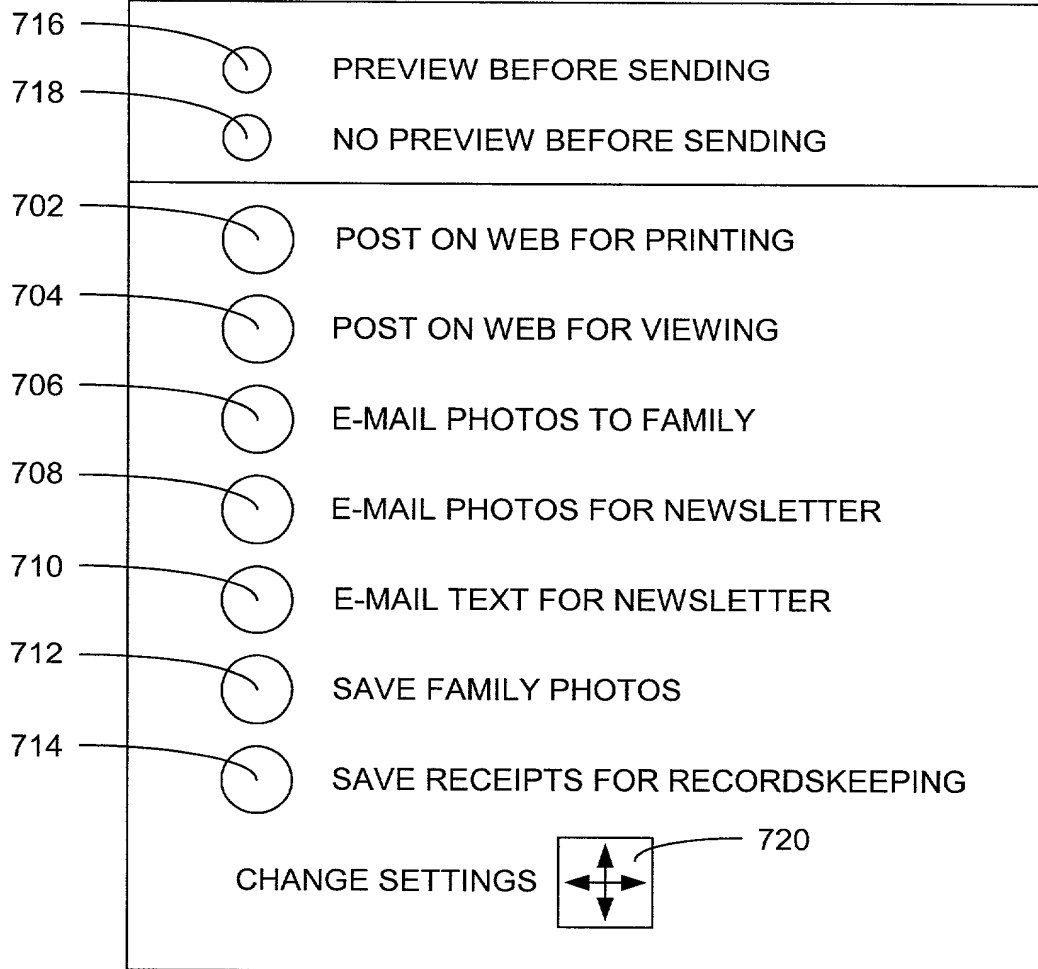 716
PREVIEW BEFORE SENDING
718
NO PREVIEW BEFORE SENDING
702
POST ON WEB FOR PRINTING
704
POST ON WEB FOR VIEWING
706
E-MAIL PHOTOS TO FAMILY
708
E-MAIL PHOTOS FOR NEWSLETTER
710
E-MAIL TEXT FOR NEWSLETTER
712
SAVE FAMILY PHOTOS
714
SAVE RECEIPTS FOR RECORDSKEEPING
720
CHANGE SETTINGS